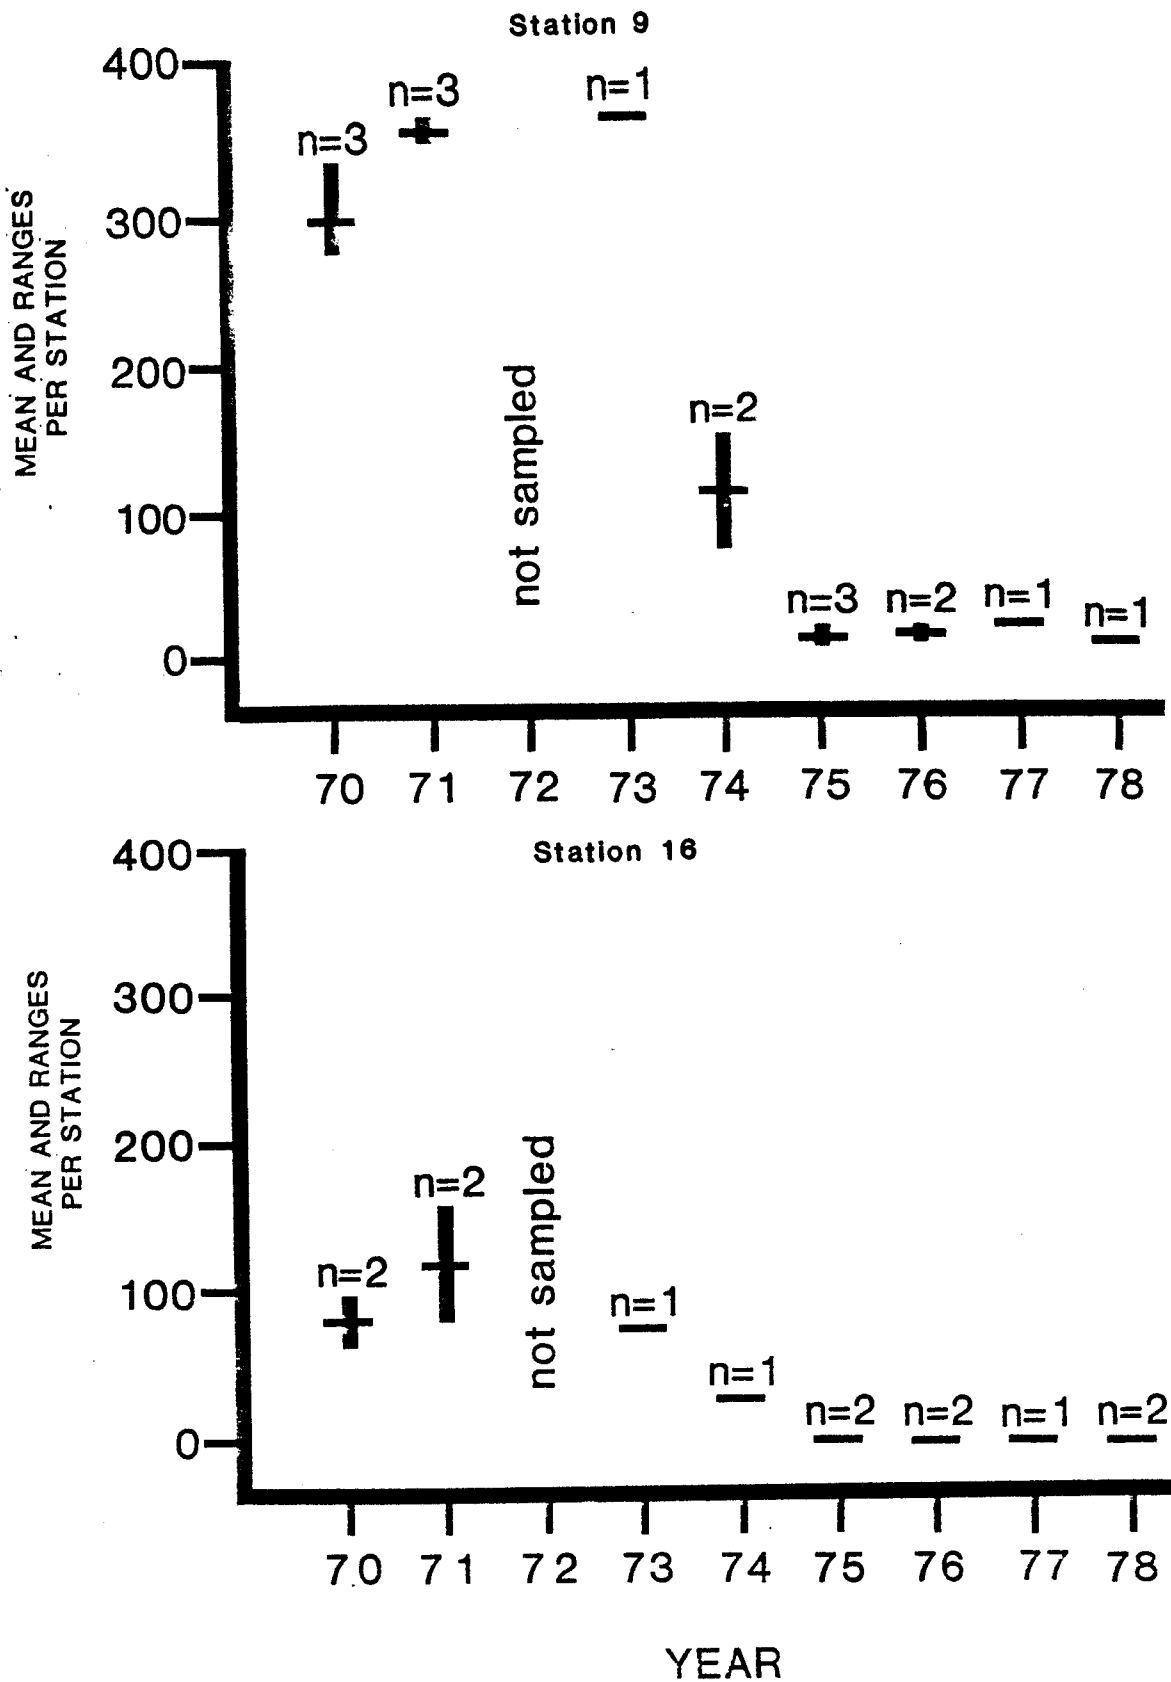 Station 9
400
300
200
100
0
MEAN AND RANGES
PER STATION
n=3
n=3
not sampled
n=1
n=2
n=3
n=2
n=1
n=1
70 71 72 73 74 75 76 77 78
Station 16
400
300
200
100
0
MEAN AND RANGES
PER STATION
n=2
n=2
not sampled
n=1
n=1
n=2
n=2
n=1
n=2
70 71 72 73 74 75 76 77 78
YEAR